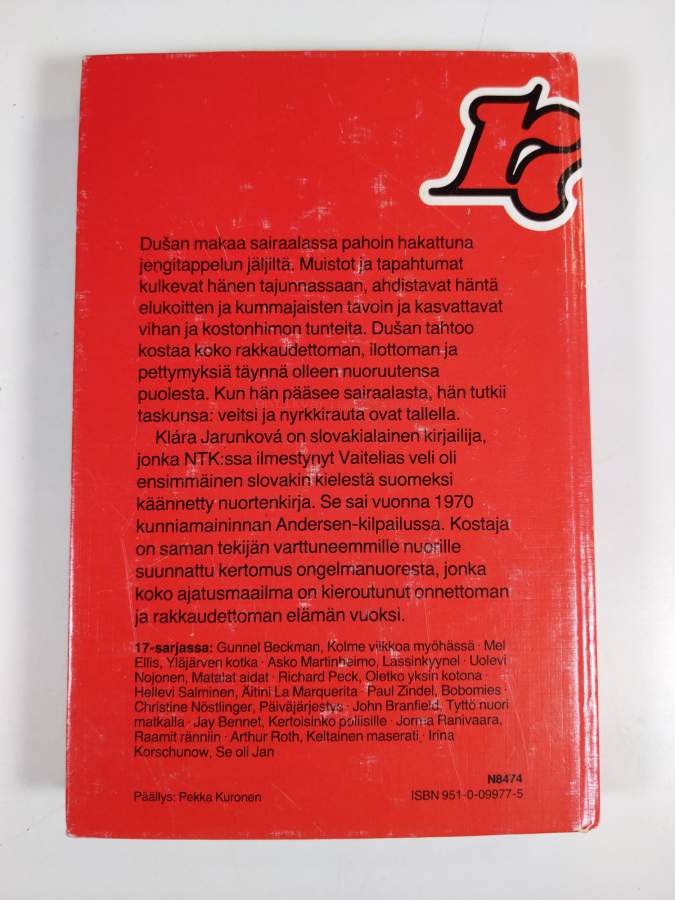 17
Dušan makaa sairaalassa pahoin hakattuna
jengitappelun jäljiltä. Muistot ja tapahtumat
kulkevat hänen tajunnassaan, ahdistavat häntä
elukoitten ja kummajaisten tavoin ja kasvattavat
vihan ja kostonhimon tunteita. Dušan tahtoo
kostaa koko rakkaudettoman, ilottoman ja
pettymyksiä täynnä olleen nuoruutensa
puolesta. Kun hän pääsee sairaalasta, hän tutkii
taskunsa: veitsi ja nyrkkirauta ovat tallella.
Klára Jarunková on slovakialainen kirjailija,
jonka NTK:ssa ilmestynyt Vaitelias veli oli
ensimmäinen slovakin kielestä suomeksi
käännetty nuortenkirja. Se sai vuonna 1970
kunniamaininnan Andersen-kilpailussa. Kostaja
on saman tekijän varttuneemmille nuorille
suunnattu kertomus ongelmanuoresta, jonka
koko ajatusmaailma on kieroutunut onnettoman
ja rakkaudettoman elämän vuoksi.
17-sarjassa: Gunnel Beckman, Kolme viikkoa myöhässä · Mel
Ellis, Yläjärven kotka · Asko Martinheimo, Lassinkyynel · Uolevi
Nojonen, Matalat aidat · Richard Peck, Oletko yksin kotona ·
Hellevi Salminen, Äitini La Marquerita · Paul Zindel, Bobomies ·
Christine Nöstlinger, Päiväjärjestys · John Branfield, Tyttö nuori
matkalla · Jay Bennet, Kertoisinko poliisille · Jorma Ranivaara,
Raamit ränniin · Arthur Roth, Keltainen maserati · Irina
Korschunow, Se oli Jan
N8474
Päällys: Pekka Kuronen
ISBN 951-0-09977-5